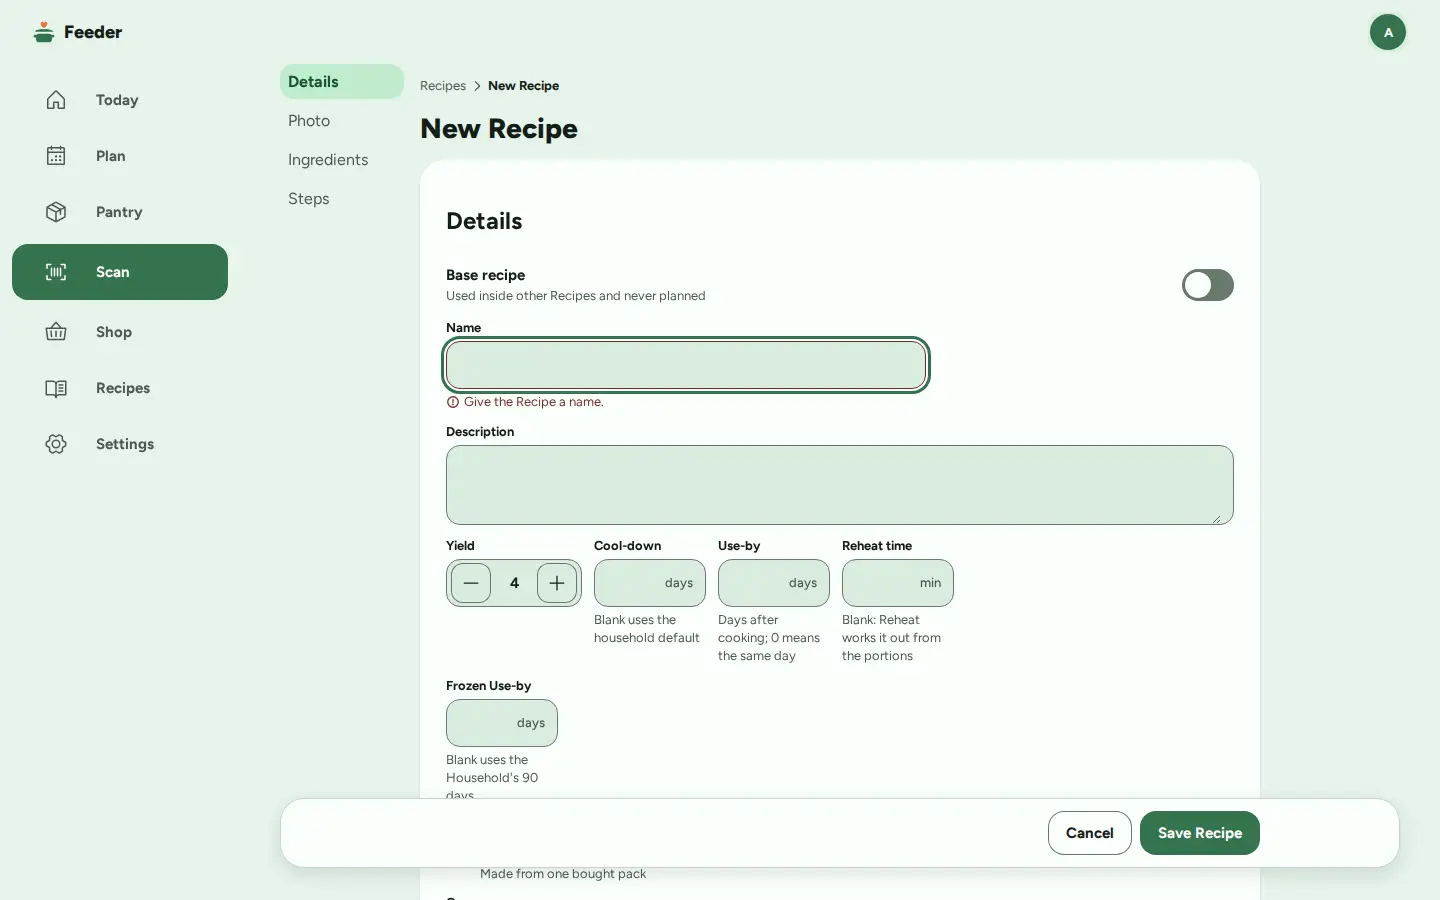 Feeder
A
Today
Plan
Pantry
Scan
Shop
Recipes
Settings
Details
Photo
Ingredients
Steps
Recipes > New Recipe
New Recipe
Details
Base recipe
Used inside other Recipes and never planned
Name
Give the Recipe a name.
Description
Yield
4
Cool-down
days
Blank uses the
household default
Use-by
days
Days after
cooking; 0 means
the same day
Reheat time
min
Blank: Reheat
works it out from
the portions
Frozen Use-by
days
Blank uses the
Household's 90
days
Cancel
Save Recipe
Made from one bought pack